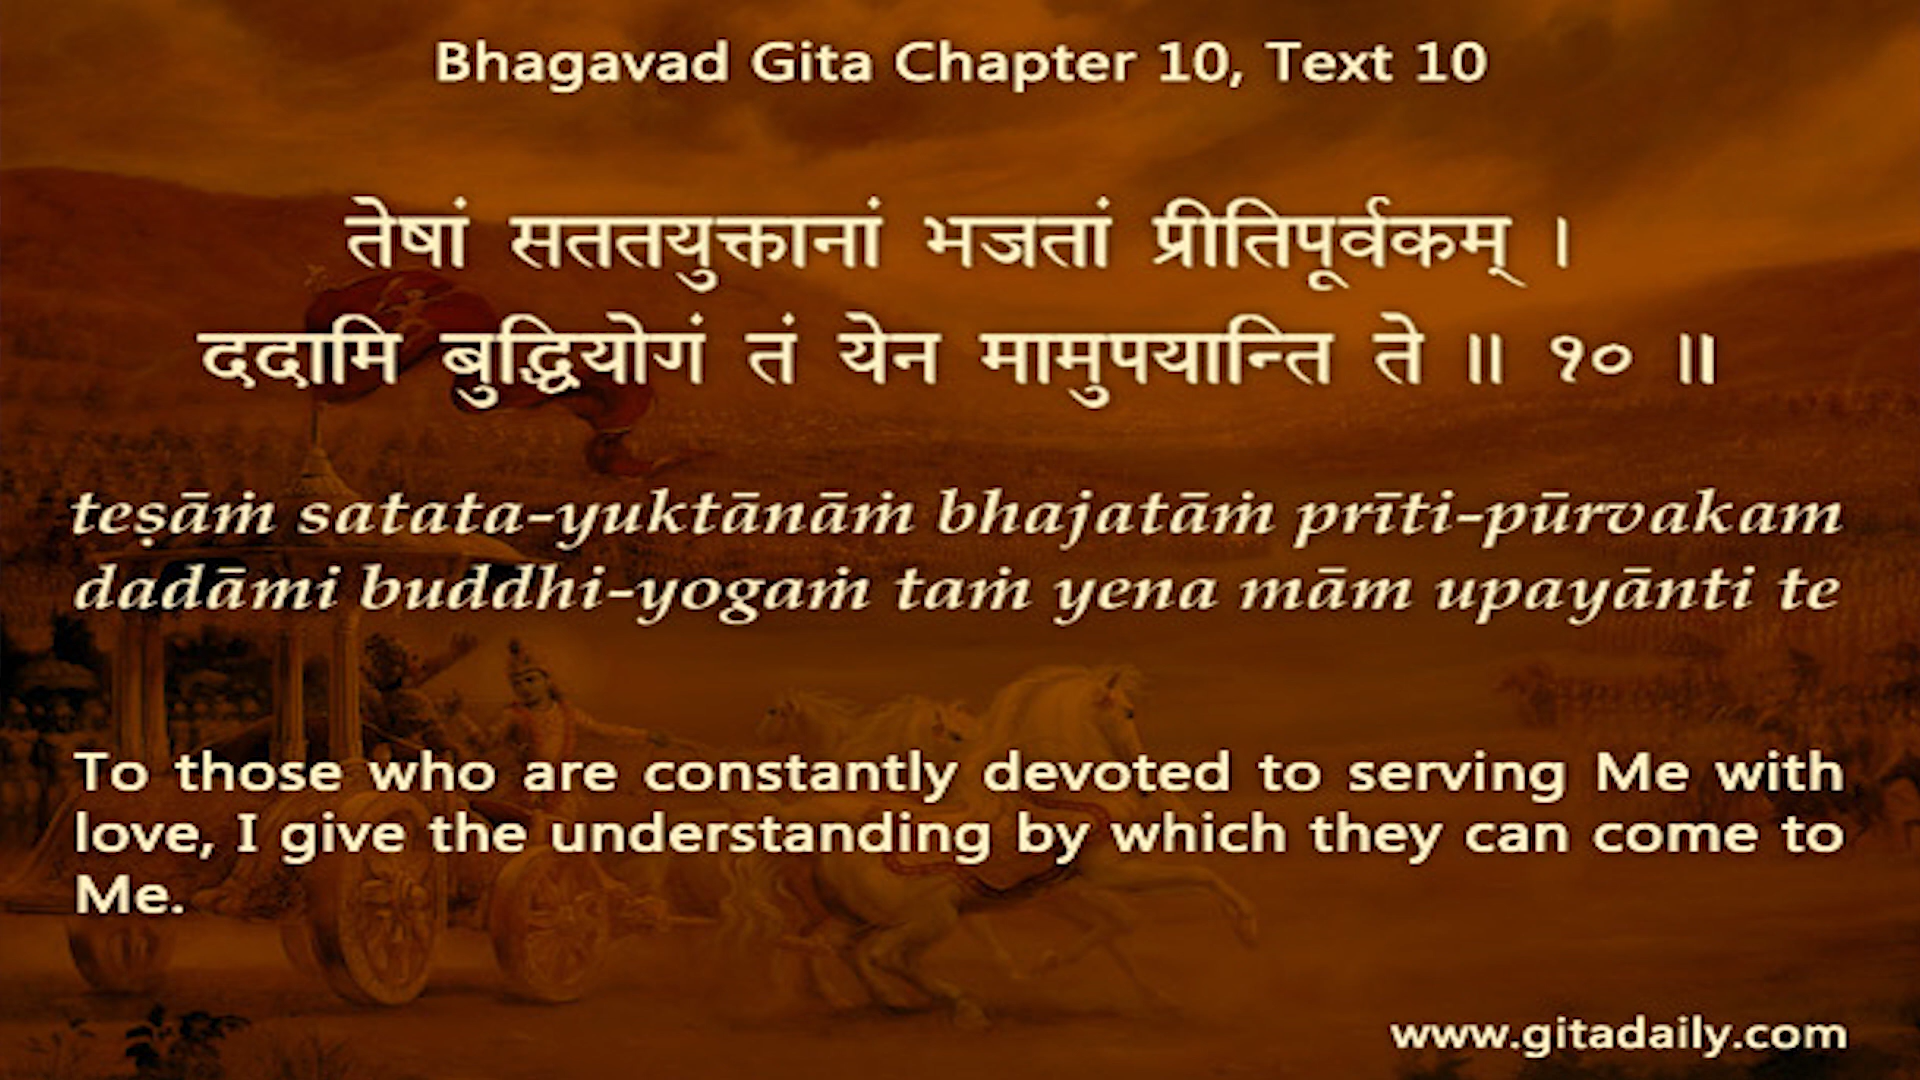 Bhagavad Gita Chapter 10, Text 10
तेषां सततयुक्तानां भजतां प्रीतिपूर्वकम् ।
ददामि बुद्धियोगं तं येन मामुपयान्ति ते ॥ १० ॥
teṣāṁ satata-yuktānāṁ bhajatāṁ prīti-pūrvakam
dadāmi buddhi-yogaṁ taṁ yena mām upayānti te
To those who are constantly devoted to serving Me with
love, I give the understanding by which they can come to
Me.
www.gitadaily.com